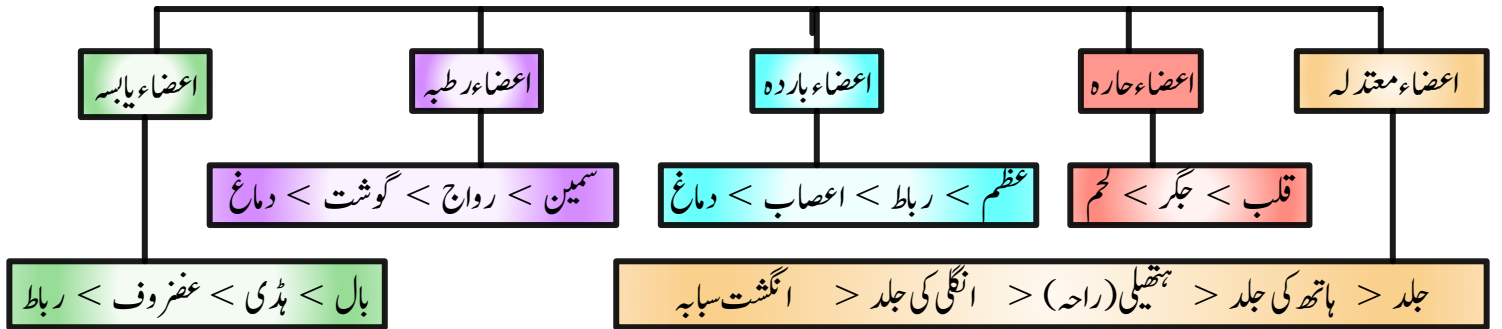 اعضاء معتدلہ
اعضاء حارہ
اعضاء باردہ
اعضاء رطبہ
اعضاء یابسہ
قلب < جگر < لحم
عظم < رباط < اعصاب < دماغ
سمین < رواج < گوشت < دماغ
جلد > ہاتھ کی جلد > ہتھیلی (راحہ) > انگلی کی جلد > انگشت سبابہ
بال < ہڈی < عضروف < رباط